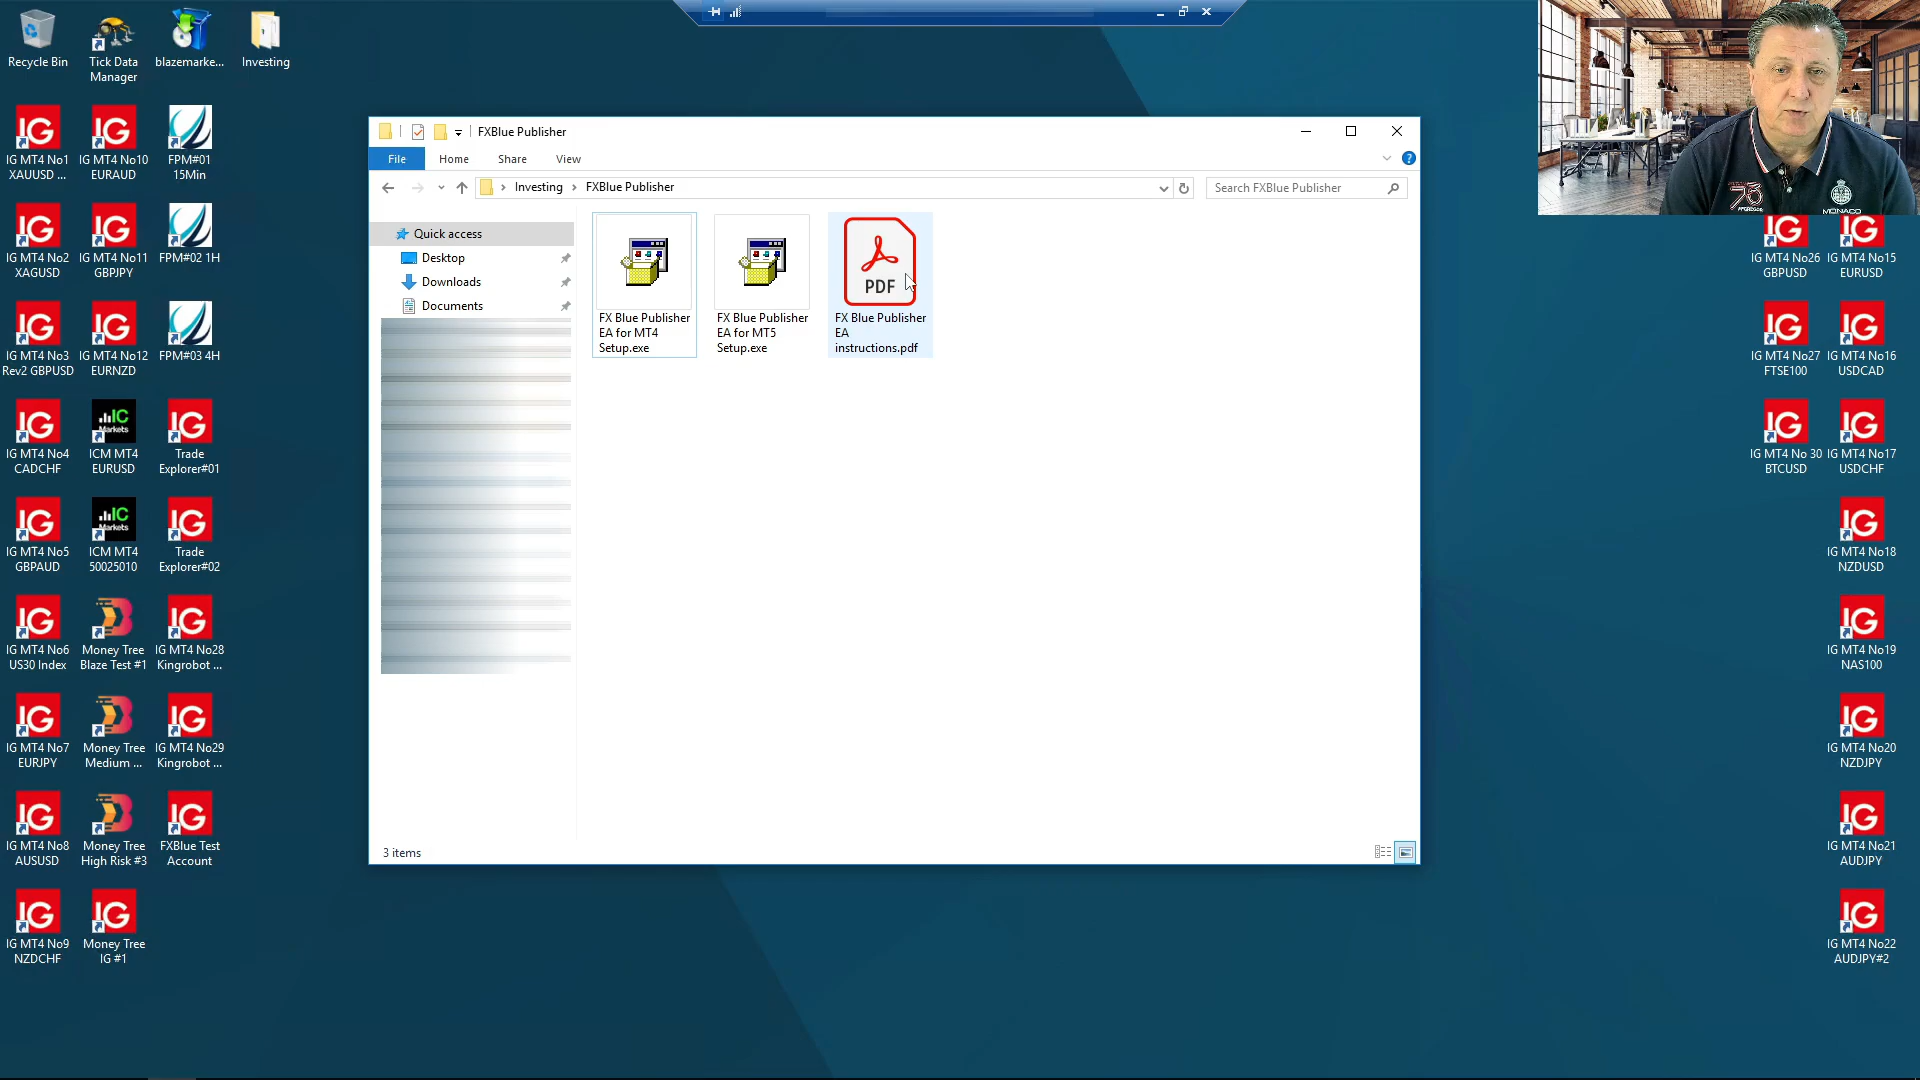 Recycle Bin
Tick Data
Manager
blazemarke...
Investing
IG MT4 No1
XAUUSD ...
IG MT4 No10
EURAUD
FPM#01
15Min
IG MT4 No2
XAGUSD
IG MT4 No11
GBPJPY
FPM#02 1H
IG MT4 No3
Rev2 GBPUSD
IG MT4 No12
EURNZD
FPM#03 4H
IG MT4 No4
CADCHF
IC
Markets
ICM MT4
EURUSD
Trade
Explorer#01
IG MT4 No5
GBPAUD
IC
Markets
ICM MT4
50025010
Trade
Explorer#02
IG MT4 No6
US30 Index
Money Tree
Blaze Test #1
IG MT4 No28
Kingrobot ...
IG MT4 No7
EURJPY
Money Tree
Medium ...
IG MT4 No29
Kingrobot ...
IG MT4 No8
AUSUSD
Money Tree
High Risk #3
FXBlue Test
Account
IG MT4 No9
NZDCHF
Money Tree
IG #1
FXBlue Publisher
File Home Share View
Investing > FXBlue Publisher
Search FXBlue Publisher
Quick access
Desktop
Downloads
Documents
FX Blue Publisher
EA for MT4
Setup.exe
FX Blue Publisher
EA for MT5
Setup.exe
PDF
FX Blue Publisher
EA
instructions.pdf
3 items
MONACO
IG MT4 No26
GBPUSD
IG MT4 No15
EURUSD
IG MT4 No27
FTSE100
IG MT4 No16
USDCAD
IG MT4 No 30
BTCUSD
IG MT4 No17
USDCHF
IG MT4 No18
NZDUSD
IG MT4 No19
NAS100
IG MT4 No20
NZDJPY
IG MT4 No21
AUDJPY
IG MT4 No22
AUDJPY#2